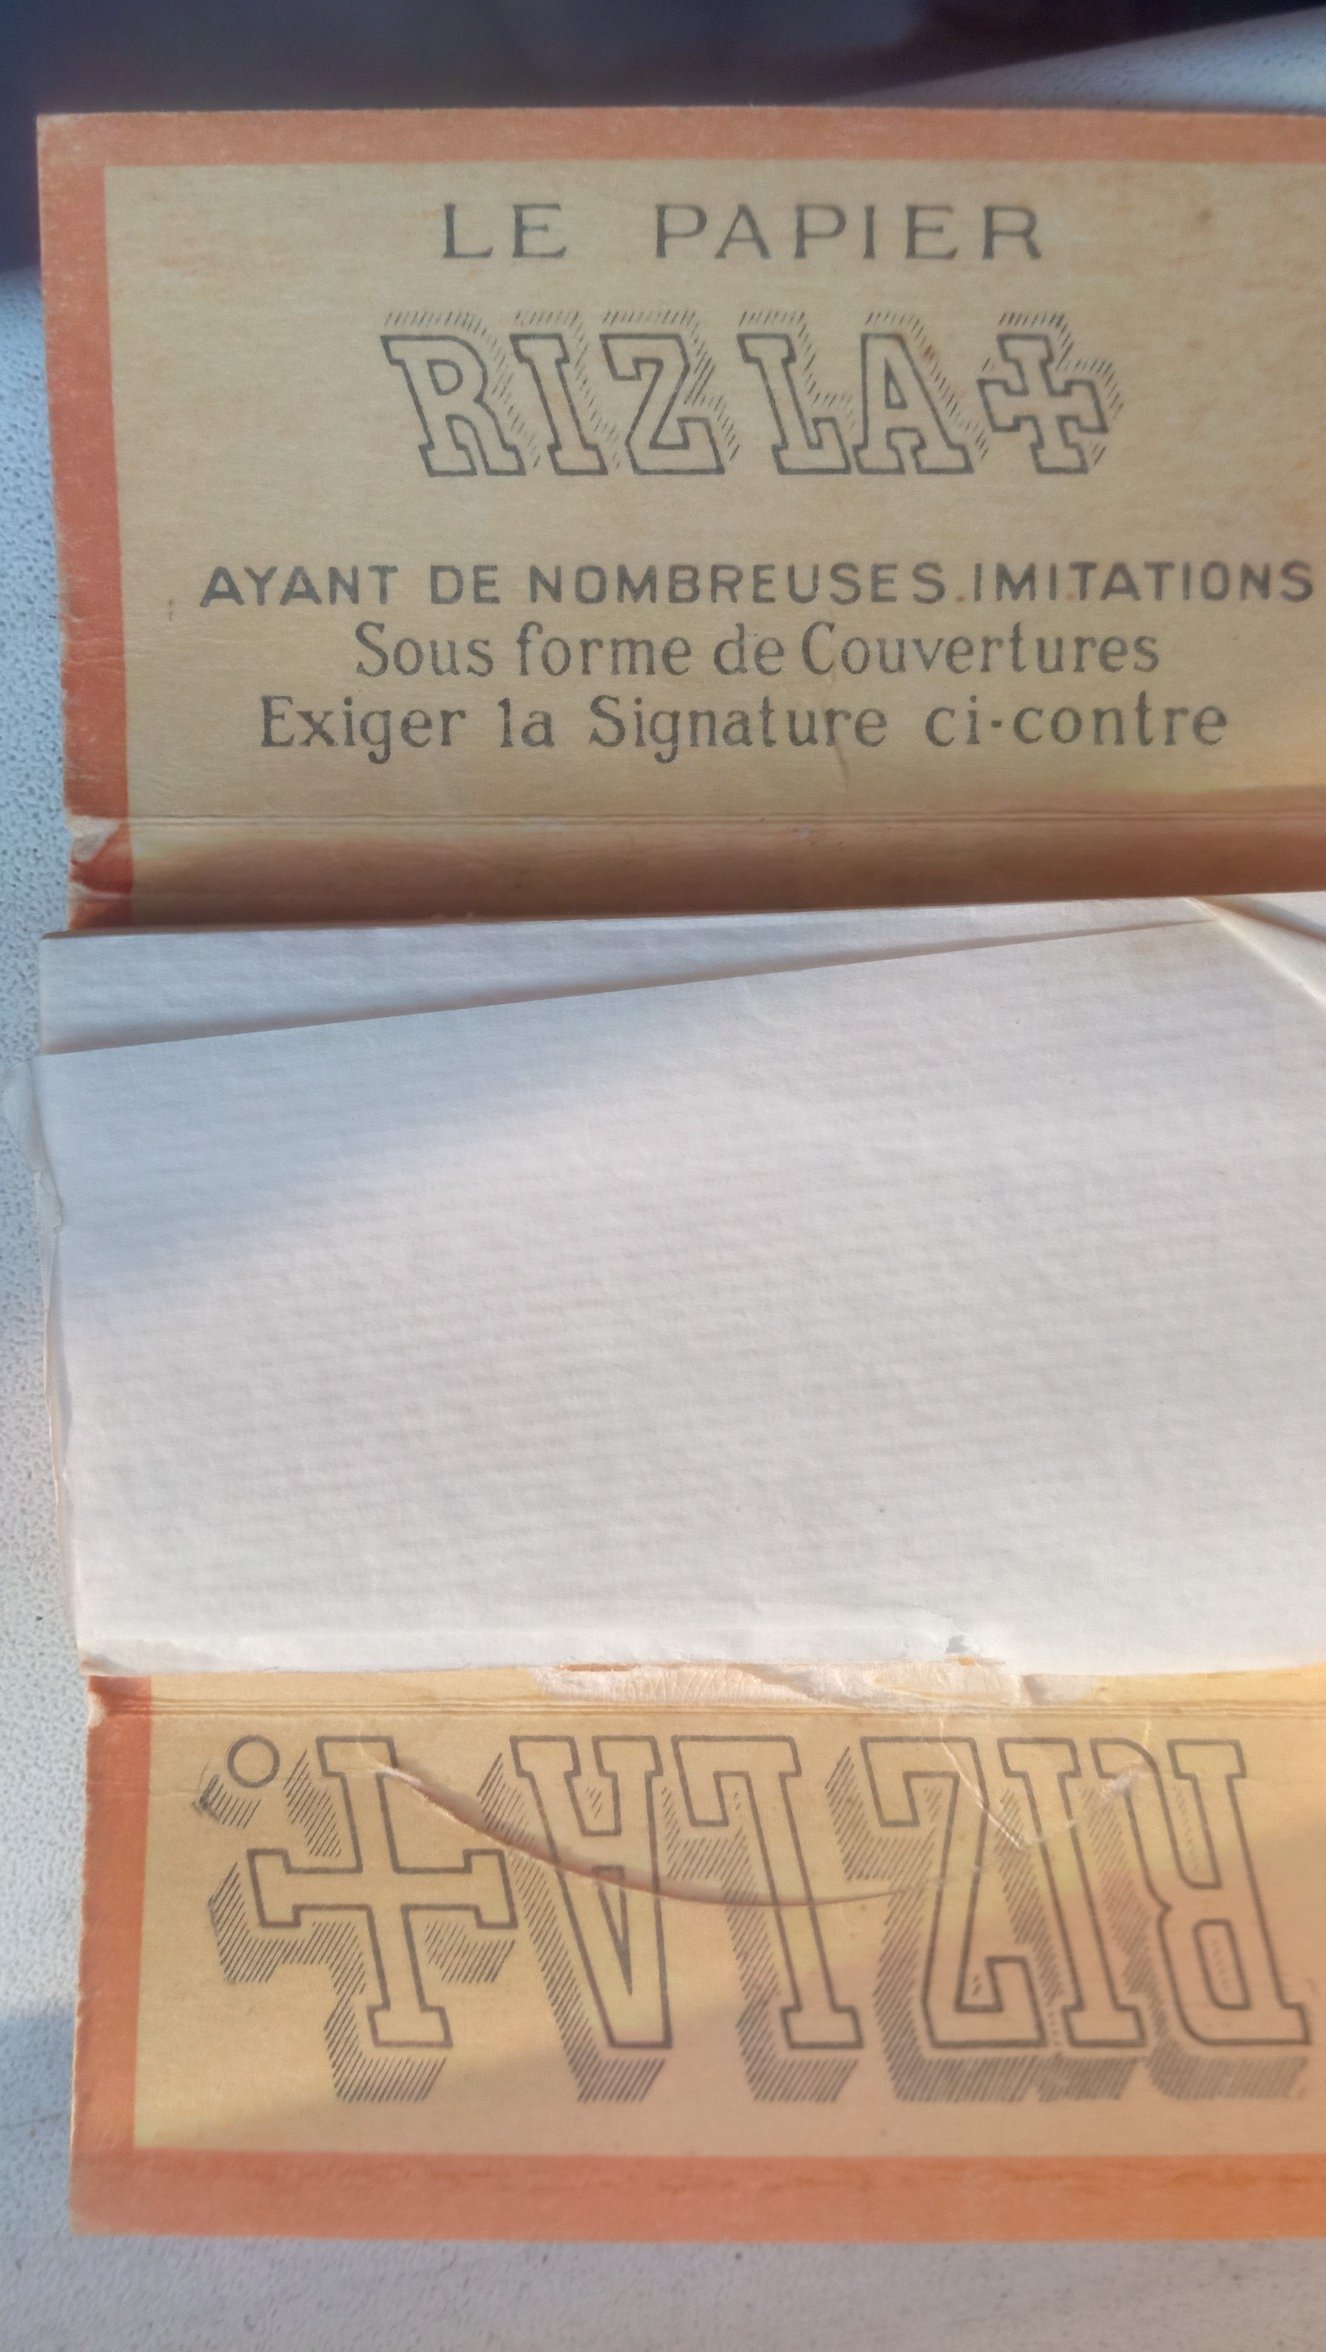 LE PAPIER
RIZ LA+
AYANT DE NOMBREUSES IMITATIONS
Sous forme de Couvertures
Exiger la Signature ci-contre
RIZ LA+.